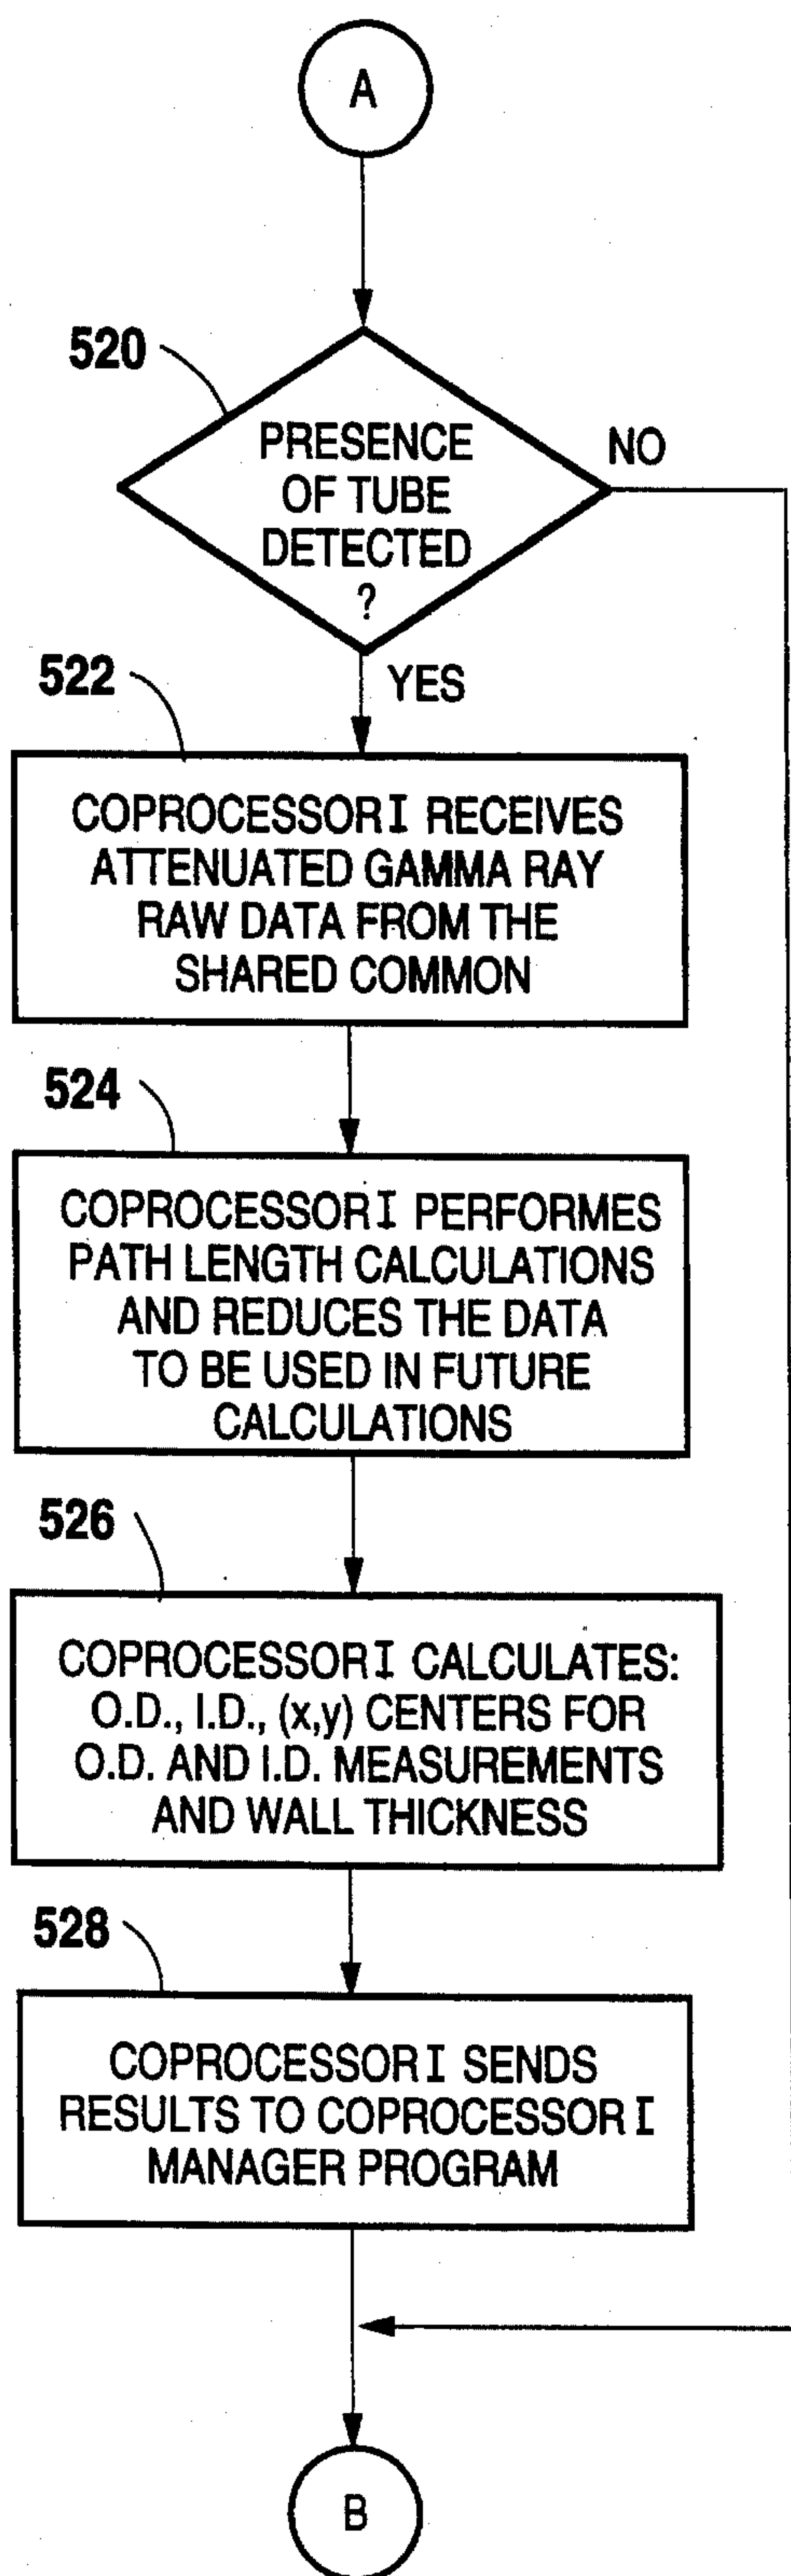 A
520
PRESENCE
OF TUBE
DETECTED
?
NO
YES
522
COPROCESSOR I RECEIVES
ATTENUATED GAMMA RAY
RAW DATA FROM THE
SHARED COMMON
524
COPROCESSOR I PERFORMES
PATH LENGTH CALCULATIONS
AND REDUCES THE DATA
TO BE USED IN FUTURE
CALCULATIONS
526
COPROCESSOR I CALCULATES:
O.D., I.D., (x,y) CENTERS FOR
O.D. AND I.D. MEASUREMENTS
AND WALL THICKNESS
528
COPROCESSOR I SENDS
RESULTS TO COPROCESSOR I
MANAGER PROGRAM
B